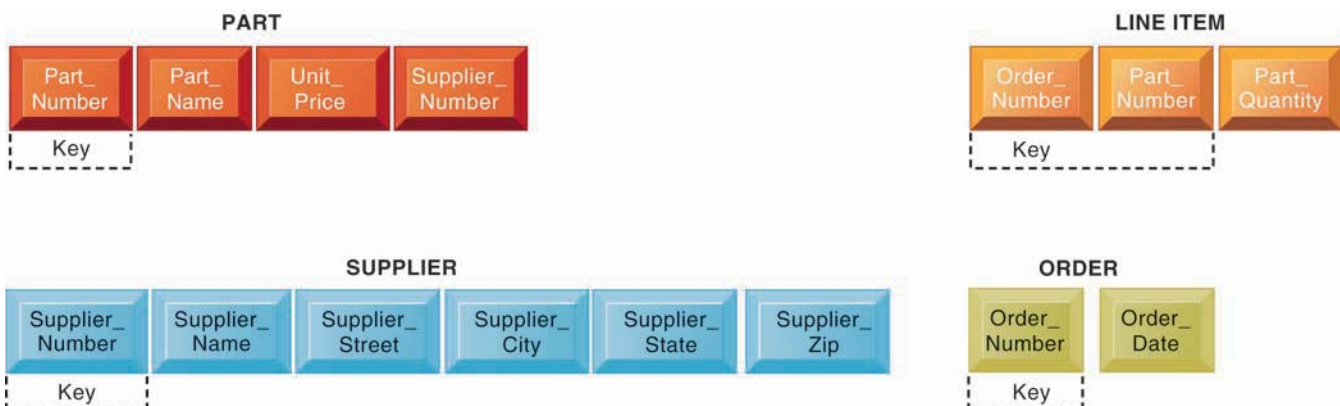 PART
Part_
Number
Part_
Name
Unit_
Price
Supplier_
Number
Key
LINE ITEM
Order_
Number
Part_
Number
Part_
Quantity
Key
SUPPLIER
Supplier_
Number
Supplier_
Name
Supplier_
Street
Supplier_
City
Supplier_
State
Supplier_
Zip
Key
ORDER
Order_
Number
Order_
Date
Key